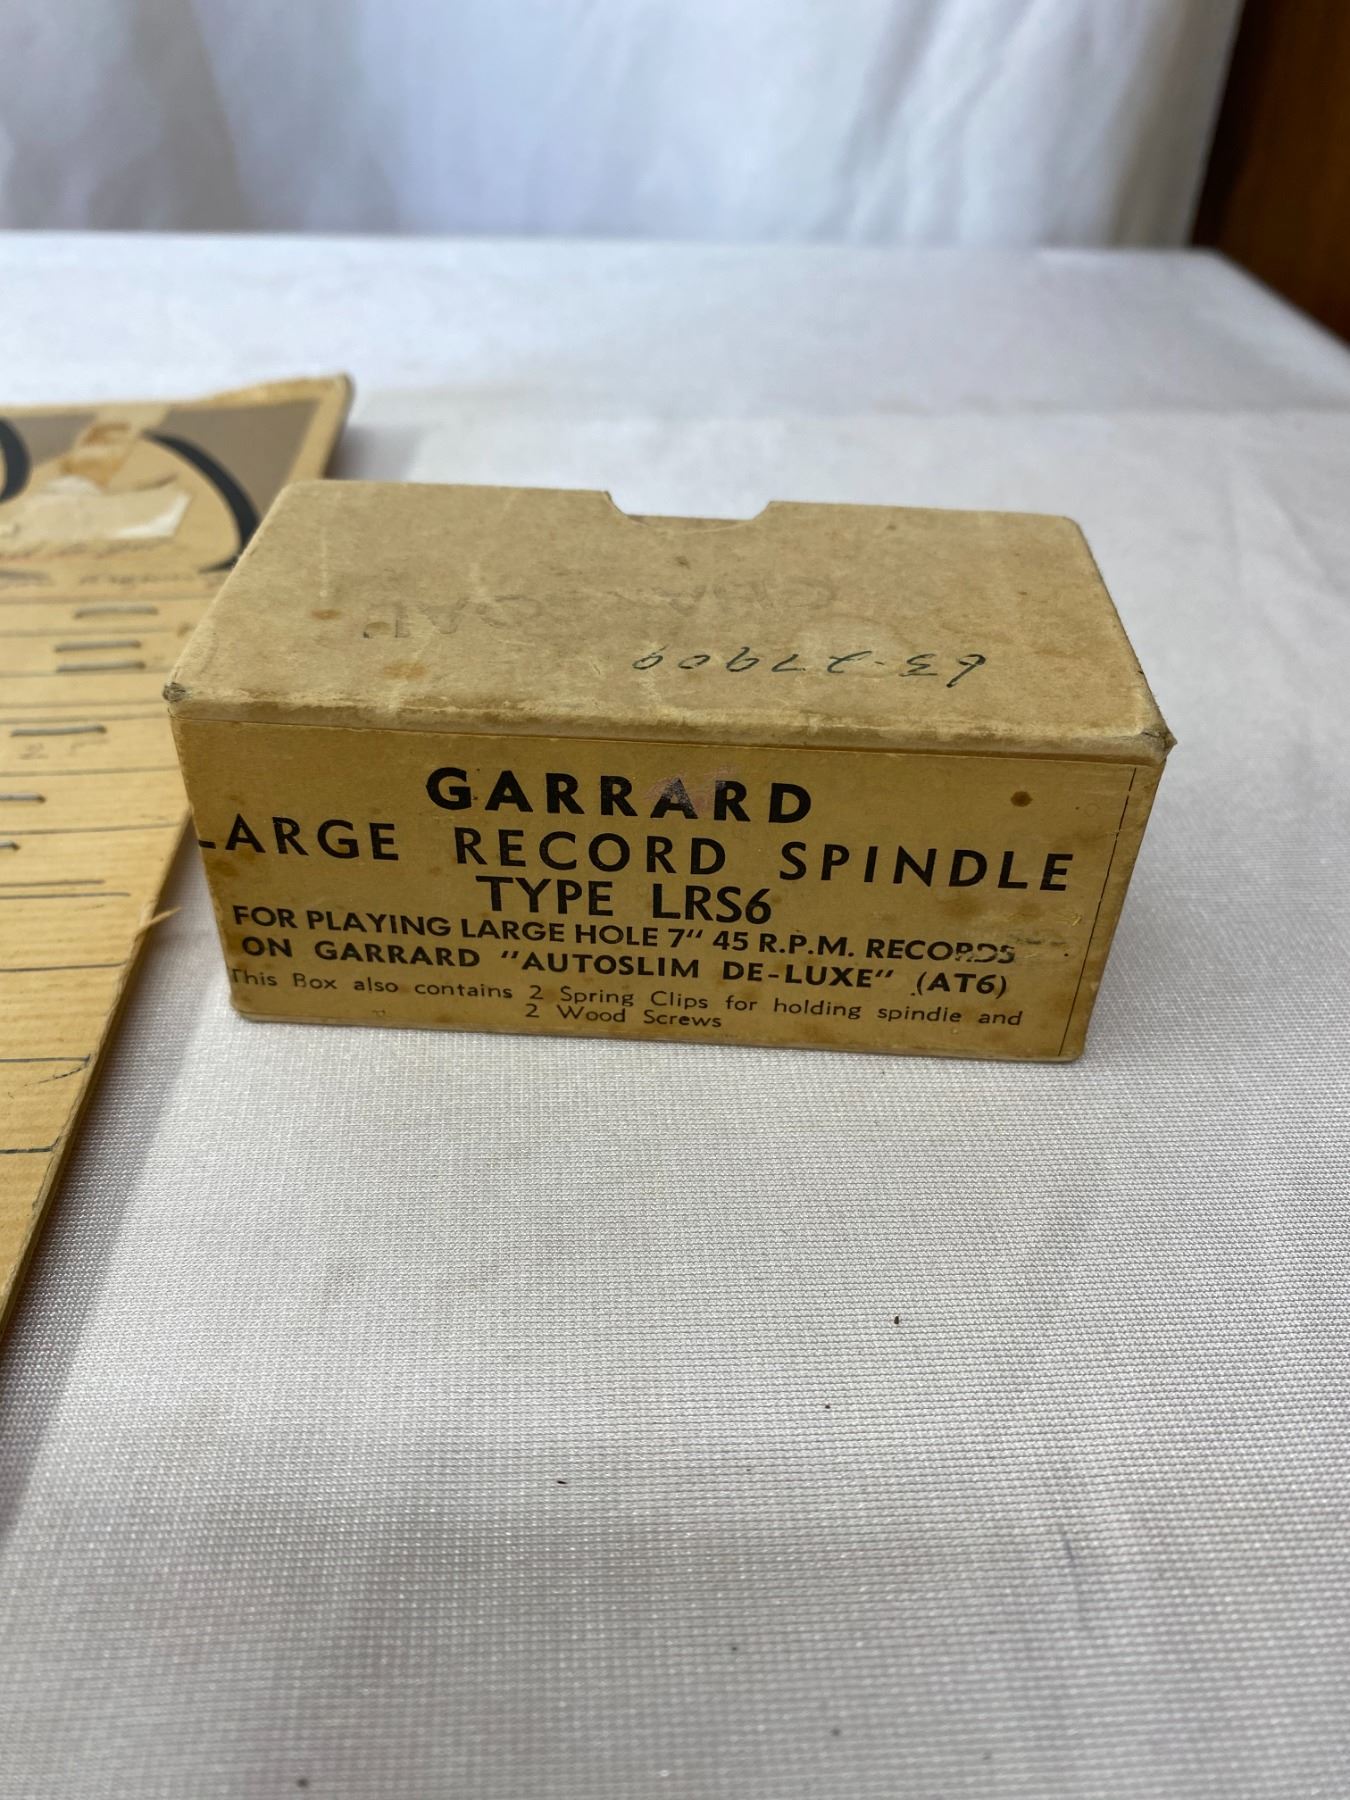 63-27909
GARRARD
LARGE RECORD SPINDLE
TYPE LRS6
FOR PLAYING LARGE HOLE 7" 45 R.P.M. RECORDS
ON GARRARD "AUTOSLIM DE-LUXE" (AT6)
This Box also contains 2 Spring Clips for holding spindle and
2 Wood Screws